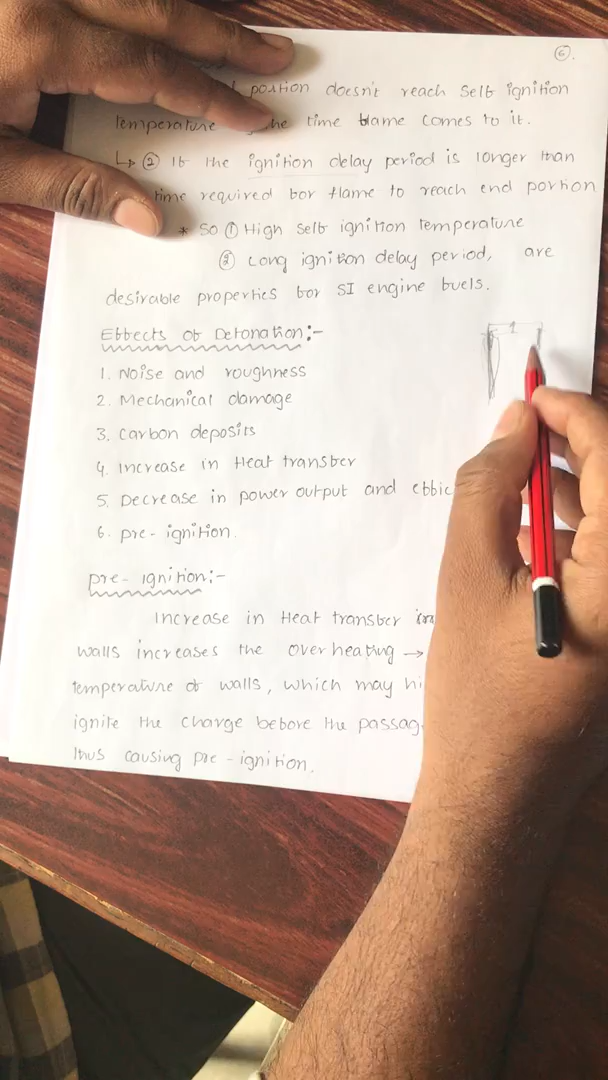 6.
portion doesn't reach self ignition
temperature the time flame comes to it.
↳ ② If the ignition delay period is longer than
time required for flame to reach end portion
* So ① High self ignition temperature
② Long ignition delay period, are
desirable properties for SI engine fuels.
Effects of Detonation:-
1. Noise and roughness
2. Mechanical damage
3. Carbon deposits
4. Increase in Heat transfer
5. Decrease in power output and
6. Pre-ignition.
Pre-ignition:-
Increase in Heat transfer
walls increases the overheating →
temperature of walls, which may
ignite the charge before the
thus causing pre-ignition.